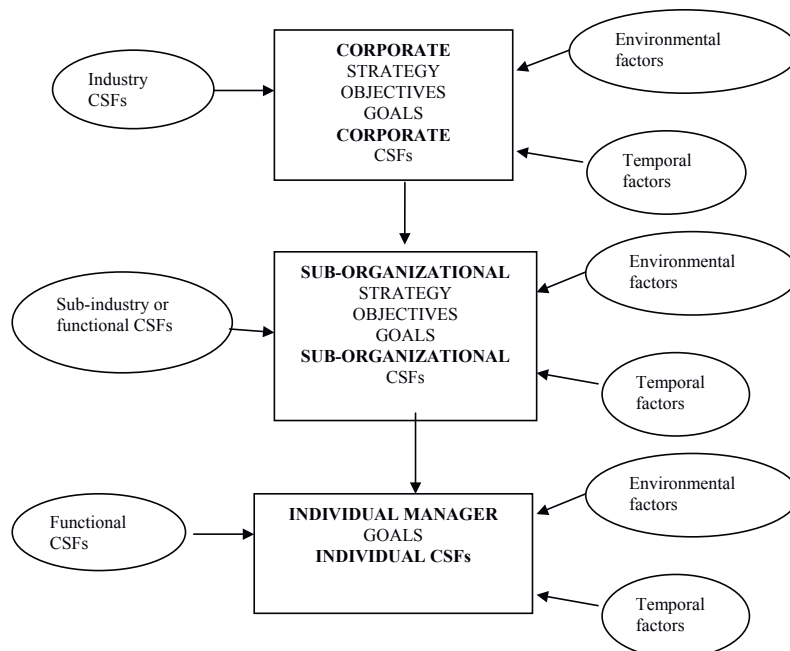 Industry
CSFs
CORPORATE
STRATEGY
OBJECTIVES
GOALS
CORPORATE
CSFs
Environmental
factors
Temporal
factors
Sub-industry or
functional CSFs
SUB-ORGANIZATIONAL
STRATEGY
OBJECTIVES
GOALS
SUB-ORGANIZATIONAL
CSFs
Environmental
factors
Temporal
factors
Functional
CSFs
INDIVIDUAL MANAGER
GOALS
INDIVIDUAL CSFs
Environmental
factors
Temporal
factors